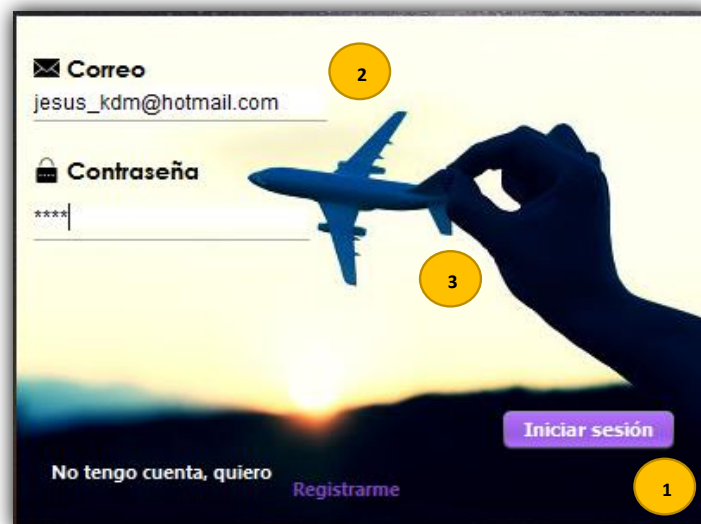 Correo
2
jesus_kdm@hotmail.com
Contraseña
****
3
Iniciar sesión
No tengo cuenta, quiero
Registrarme
1